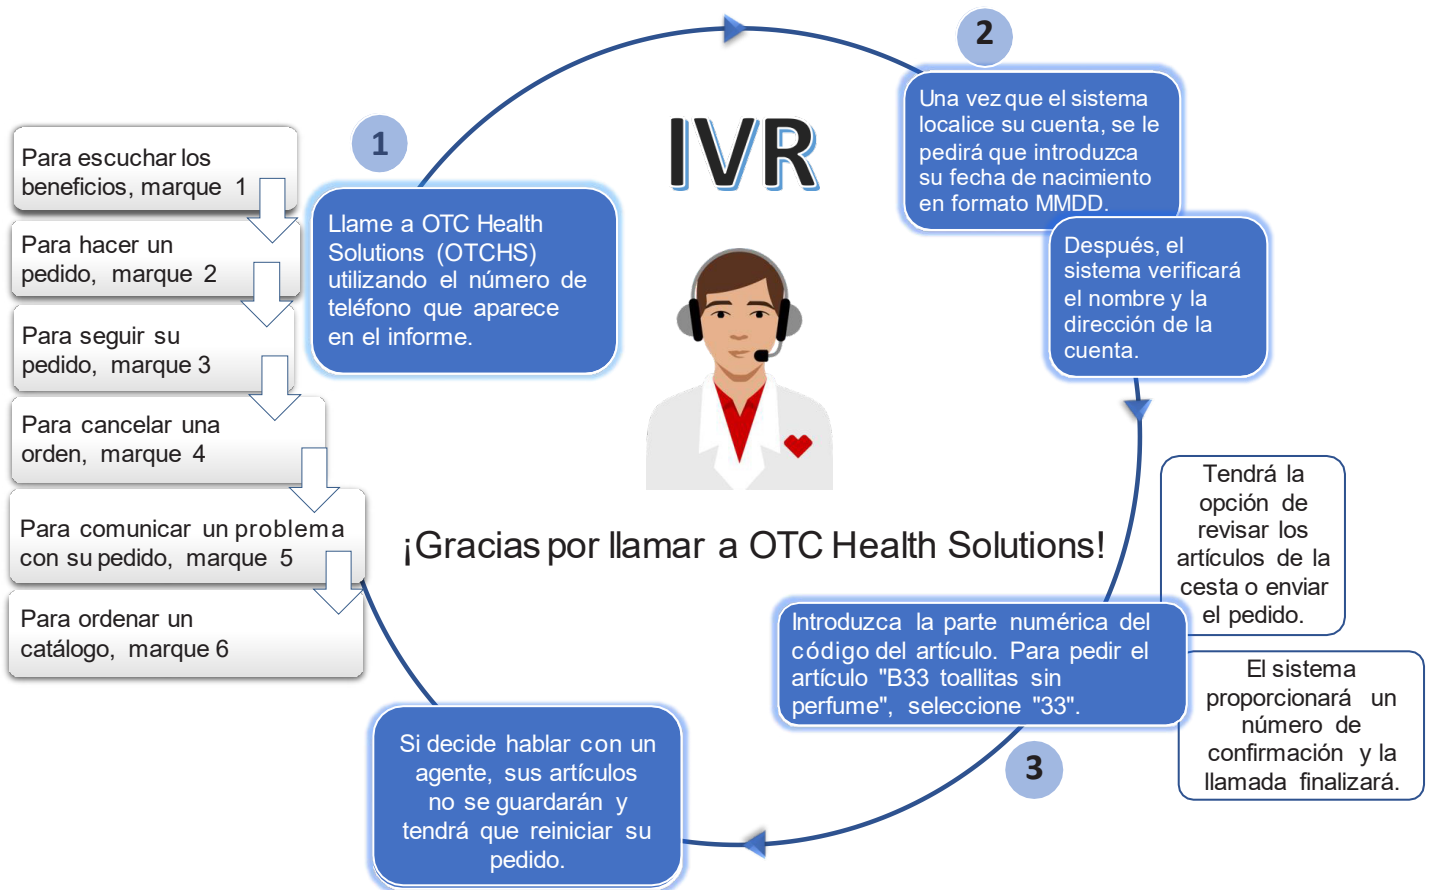 IVR
1
Llame a OTC Health
Solutions (OTCHS)
utilizando el número de
teléfono que aparece
en el informe.
Para escuchar los
beneficios, marque 1
Para hacer un
pedido, marque 2
Para seguir su
pedido, marque 3
Para cancelar una
orden, marque 4
Para comunicar un problema
con su pedido, marque 5
Para ordenar un
catálogo, marque 6
2
Una vez que el sistema
localice su cuenta, se le
pedirá que introduzca
su fecha de nacimiento
en formato MMDD.
Después, el
sistema verificará
el nombre y la
dirección de la
cuenta.
¡Gracias por llamar a OTC Health Solutions!
3
Introduzca la parte numérica del
código del artículo. Para pedir el
artículo "B33 toallitas sin
perfume", seleccione "33".
Tendrá la
opción de
revisar los
artículos de la
cesta o enviar
el pedido.
El sistema
proporcionará un
número de
confirmación y la
llamada finalizará.
Si decide hablar con un
agente, sus artículos
no se guardarán y
tendrá que reiniciar su
pedido.